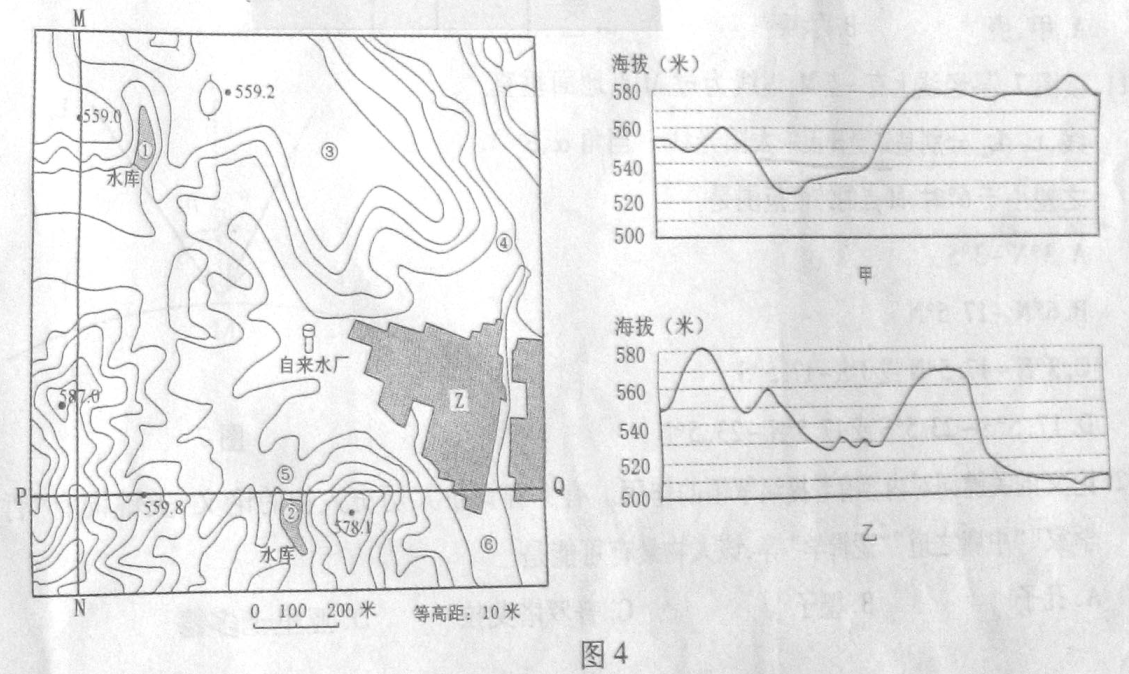 M
559.2
559.0
①
水库
③
④
自来水厂
587.0
Z
⑤
P
Q
559.8
②
578.1
⑥
水库
N
0 100 200 米
等高距：10 米
海拔（米）
580
560
540
520
500
甲
海拔（米）
580
560
540
520
500
乙
图 4